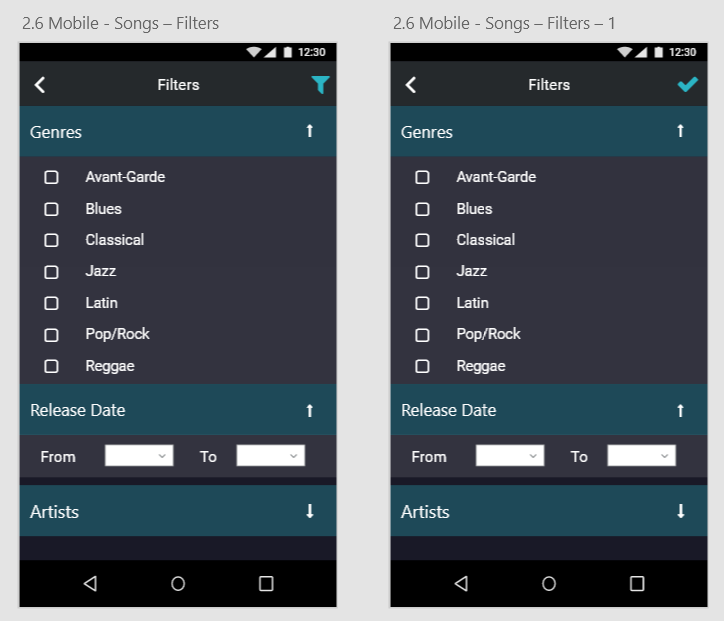 2.6 Mobile - Songs – Filters
12:30
Filters
Genres
Avant-Garde
Blues
Classical
Jazz
Latin
Pop/Rock
Reggae
Release Date
From To
Artists
2.6 Mobile - Songs – Filters – 1
12:30
Filters
Genres
Avant-Garde
Blues
Classical
Jazz
Latin
Pop/Rock
Reggae
Release Date
From To
Artists